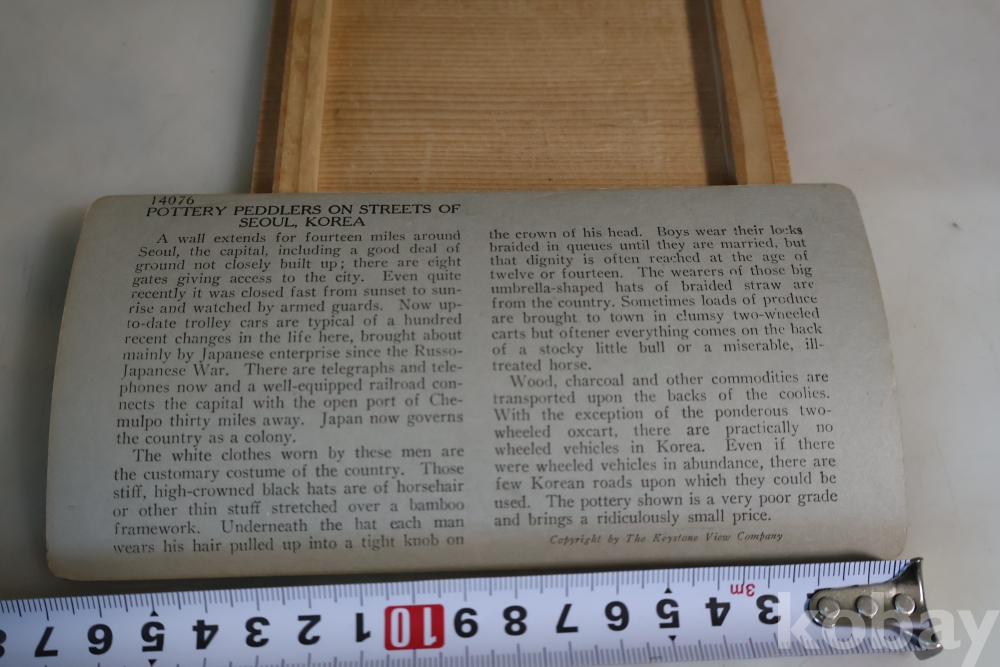 14076
POTTERY PEDDLERS ON STREETS OF
SEOUL, KOREA
A wall extends for fourteen miles around
Seoul, the capital, including a good deal of
ground not closely built up; there are eight
gates giving access to the city. Even quite
recently it was closed fast from sunset to sun-
rise and watched by armed guards. Now up-
to-date trolley cars are typical of a hundred
recent changes in the life here, brought about
mainly by Japanese enterprise since the Russo-
Japanese War. There are telegraphs and tele-
phones now and a well-equipped railroad con-
nects the capital with the open port of Che-
mulpo thirty miles away. Japan now governs
the country as a colony.
The white clothes worn by these men are
the customary costume of the country. Those
stiff, high-crowned black hats are of horsehair
or other thin stuff stretched over a bamboo
framework. Underneath the hat each man
wears his hair pulled up into a tight knob on
the crown of his head. Boys wear their locks
braided in queues until they are married, but
that dignity is often reached at the age of
twelve or fourteen. The wearers of those big
umbrella-shaped hats of braided straw are
from the country. Sometimes loads of produce
are brought to town in clumsy two-wheeled
carts but oftener everything comes on the back
of a stocky little bull or a miserable, ill-
treated horse.
Wood, charcoal and other commodities are
transported upon the backs of the coolies.
With the exception of the ponderous two-
wheeled oxcart, there are practically no
wheeled vehicles in Korea. Even if there
were wheeled vehicles in abundance, there are
few Korean roads upon which they could be
used. The pottery shown is a very poor grade
and brings a ridiculously small price.
Copyright by The Keystone View Company
7 6 5 4 3 2 1 10 9 8 7 6 5 4 3m 3
kobay